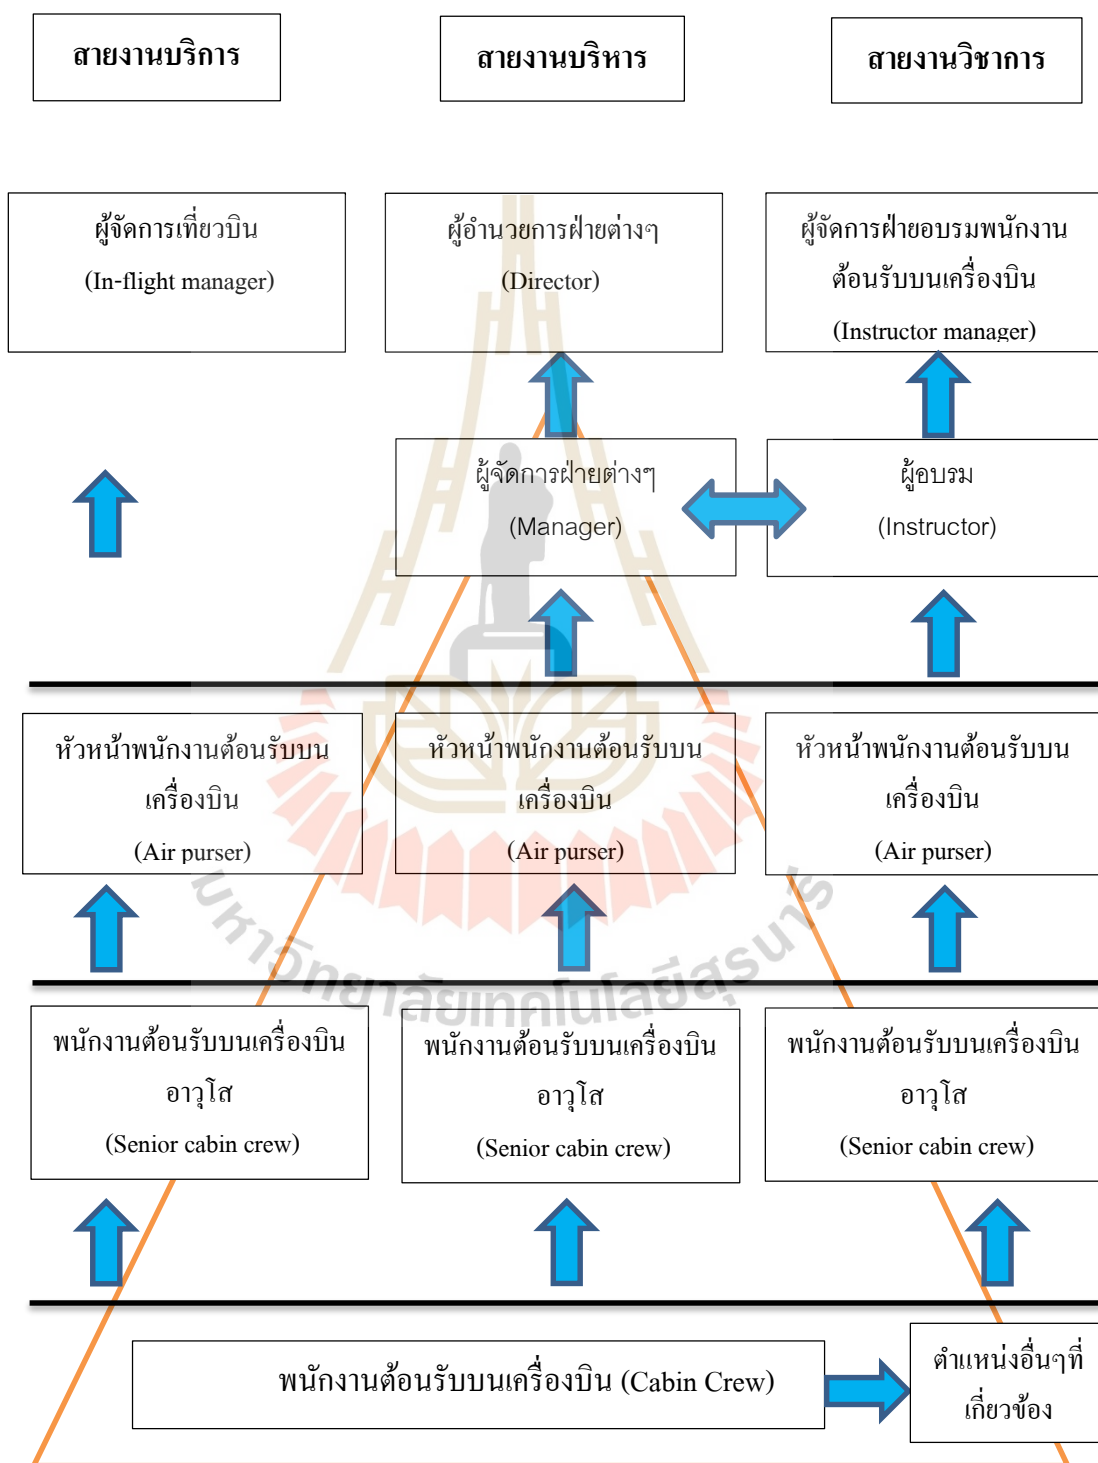 สายงานบริการ
สายงานบริหาร
สายงานวิชาการ
ผู้จัดการเที่ยวบิน
(In-flight manager)
ผู้อำนวยการฝ่ายต่างๆ
(Director)
ผู้จัดการฝ่ายอบรมพนักงาน
ต้อนรับบนเครื่องบิน
(Instructor manager)
ผู้จัดการฝ่ายต่างๆ
(Manager)
ผู้อบรม
(Instructor)
หัวหน้าพนักงานต้อนรับบน
เครื่องบิน
(Air purser)
หัวหน้าพนักงานต้อนรับบน
เครื่องบิน
(Air purser)
หัวหน้าพนักงานต้อนรับบน
เครื่องบิน
(Air purser)
มหาวิทยาลัยเทคโนโลยีสุรนารี
พนักงานต้อนรับบนเครื่องบิน
อาวุโส
(Senior cabin crew)
พนักงานต้อนรับบนเครื่องบิน
อาวุโส
(Senior cabin crew)
พนักงานต้อนรับบนเครื่องบิน
อาวุโส
(Senior cabin crew)
พนักงานต้อนรับบนเครื่องบิน (Cabin Crew)
ตำแหน่งอื่นๆที่
เกี่ยวข้อง